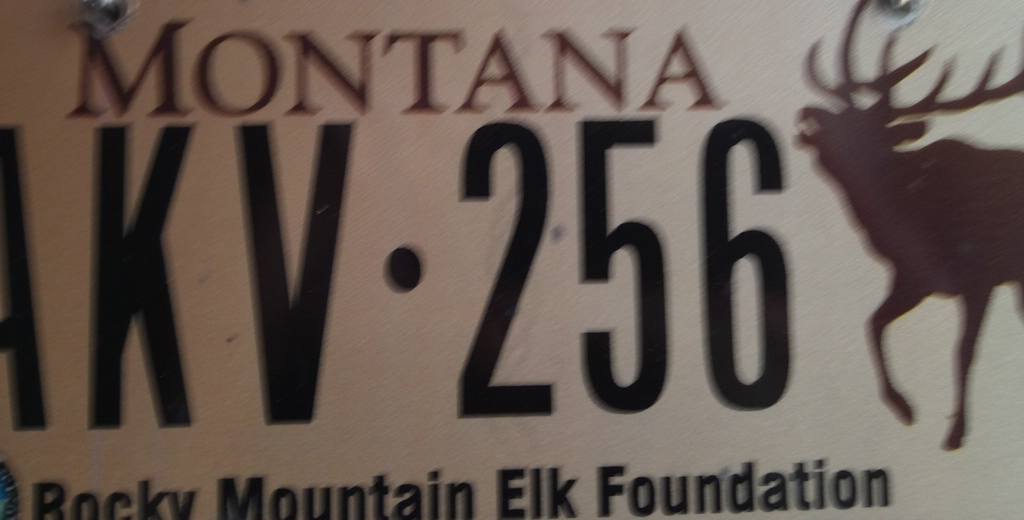 MONTANA
AKV·256
Rocky Mountain Elk Foundation